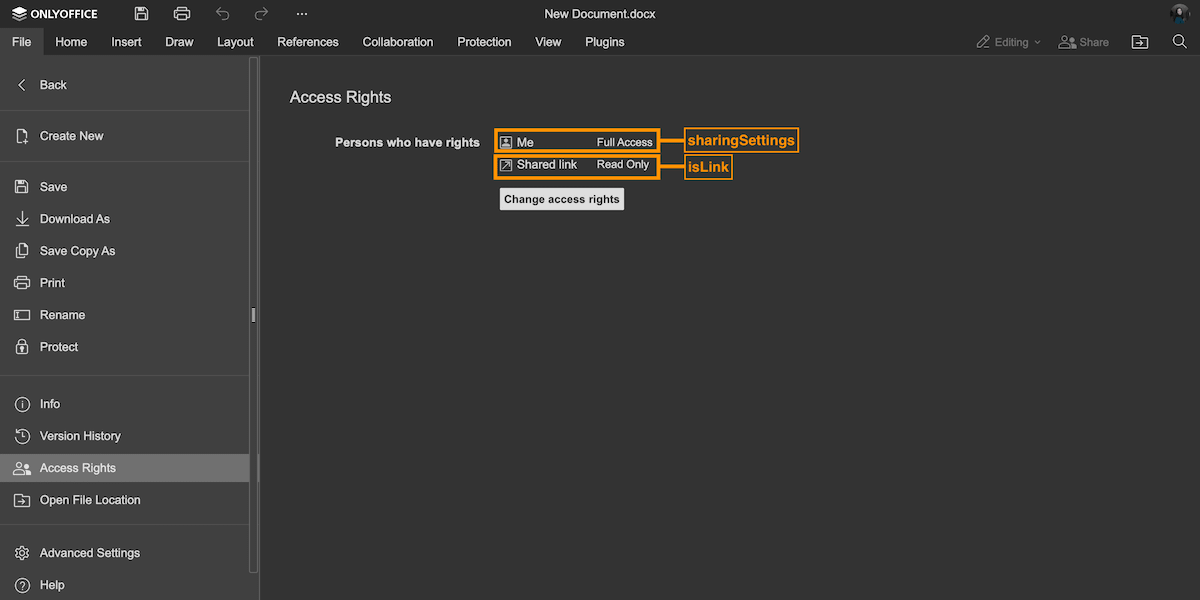 ONLYOFFICE
New Document.docx
File Home Insert Draw Layout References Collaboration Protection View Plugins Editing Share
Back
Create New
Save
Download As
Save Copy As
Print
Rename
Protect
Info
Version History
Access Rights
Open File Location
Advanced Settings
Help
Access Rights
Persons who have rights
Me Full Access sharingSettings
Shared link Read Only isLink
Change access rights